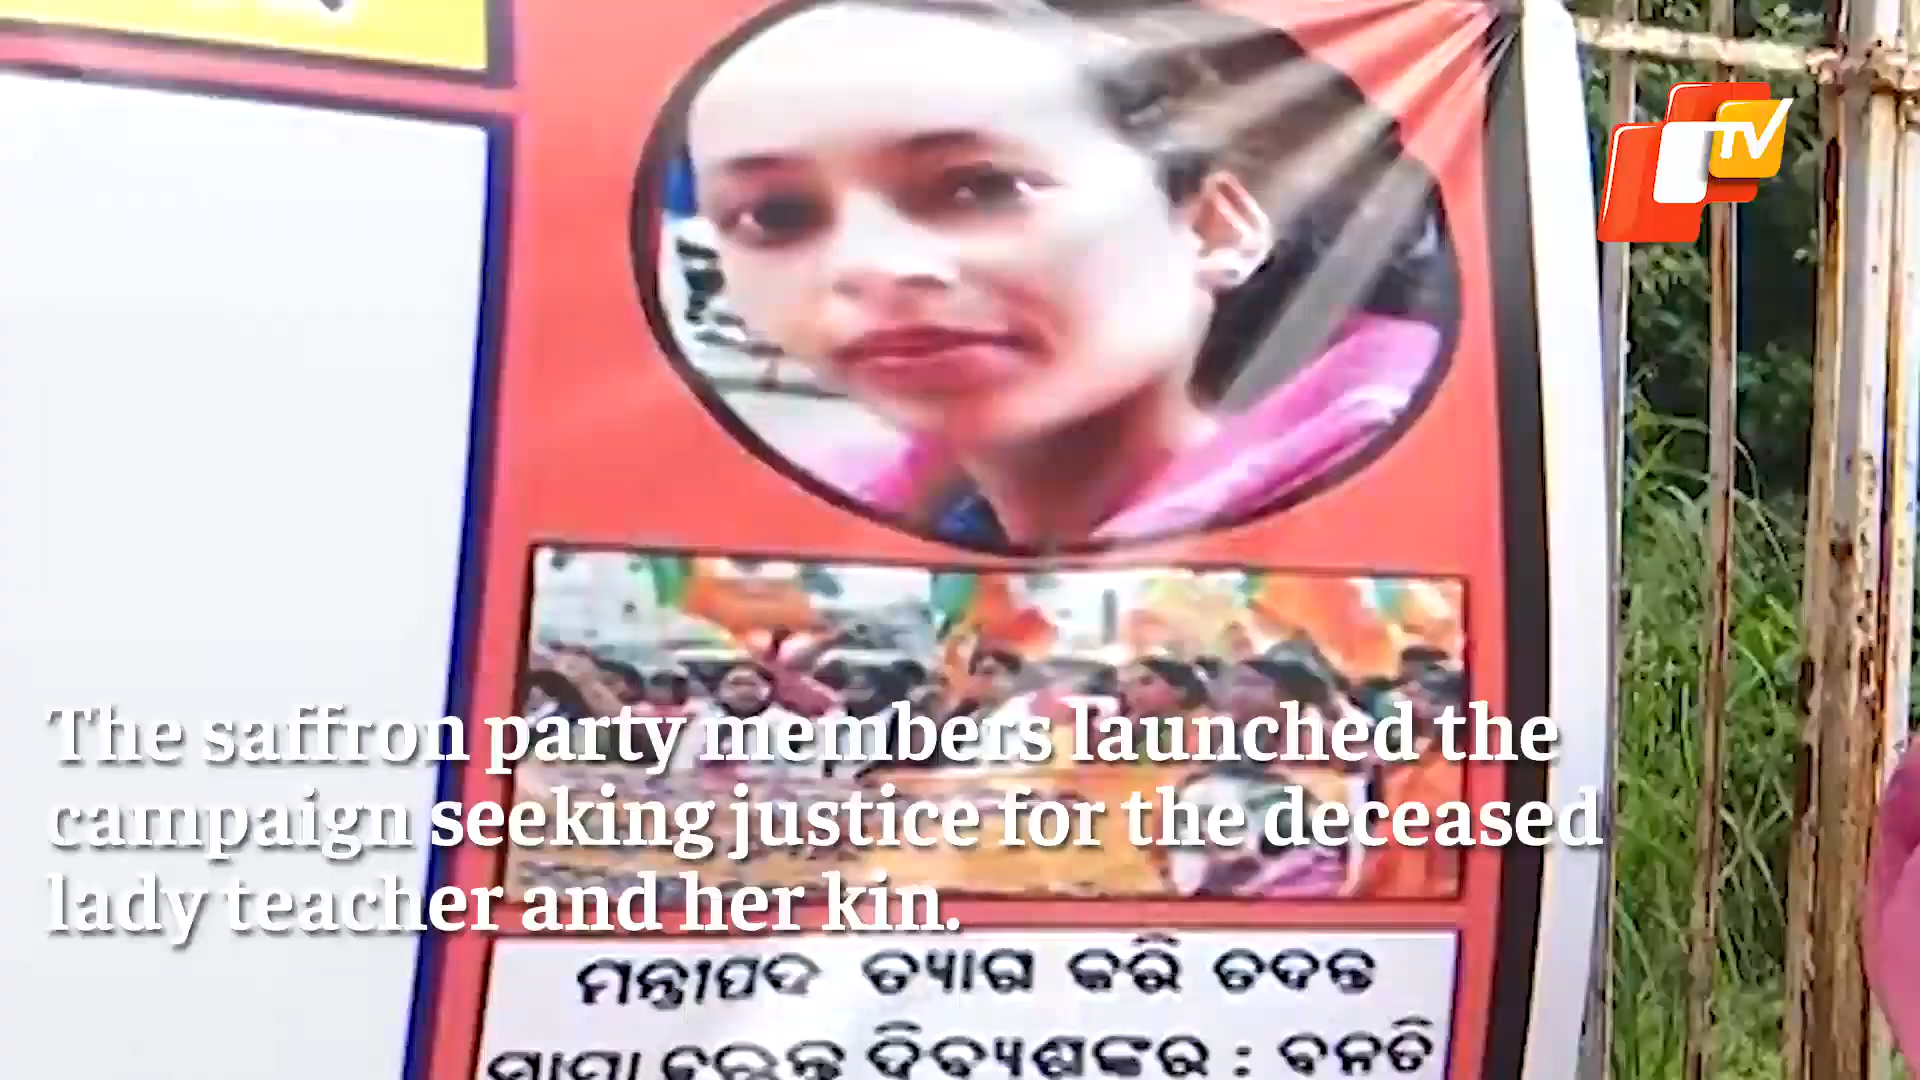 TV
The saffron party members launched the
campaign seeking justice for the deceased
lady teacher and her kin.
ମନ୍ତ୍ରୀପଦ ତ୍ୟାଗ କରି ତଦନ୍ତ
ଦିବ୍ୟଶଙ୍କର : ବନତି